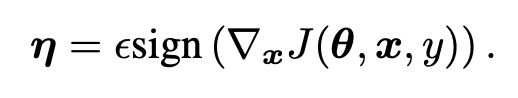 η = ϵsign (∇ₓJ(θ, x, y)) .